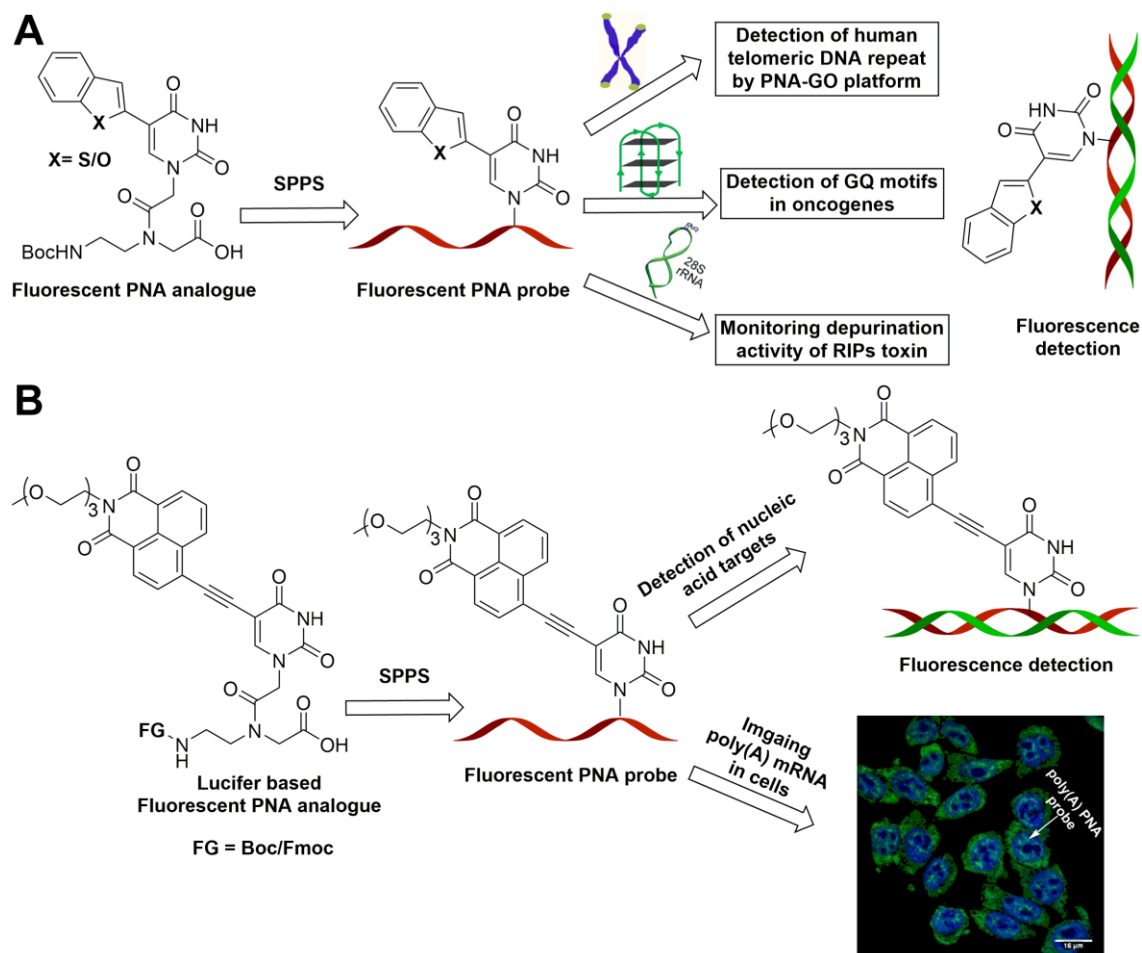 A
X
X= S/O
O
NH
N
O
O
N
O
OH
BocHN
Fluorescent PNA analogue
SPPS
X
O
NH
N
O
Fluorescent PNA probe
28S
rRNA
Detection of human
telomeric DNA repeat
by PNA-GO platform
Detection of GQ motifs
in oncogenes
Monitoring depurination
activity of RIPs toxin
O
HN
N
O
X
Fluorescence
detection
B
O
O
3
N
O
O
NH
N
O
O
N
O
OH
FG
N
H
Lucifer based
Fluorescent PNA analogue
FG = Boc/Fmoc
SPPS
O
O
3
N
O
O
NH
N
O
Fluorescent PNA probe
Detection of nucleic
acid targets
O
O
3
N
O
O
NH
N
O
Fluorescence detection
Imgaing
poly(A) mRNA
in cells
poly(A) PNA
probe
16 µm